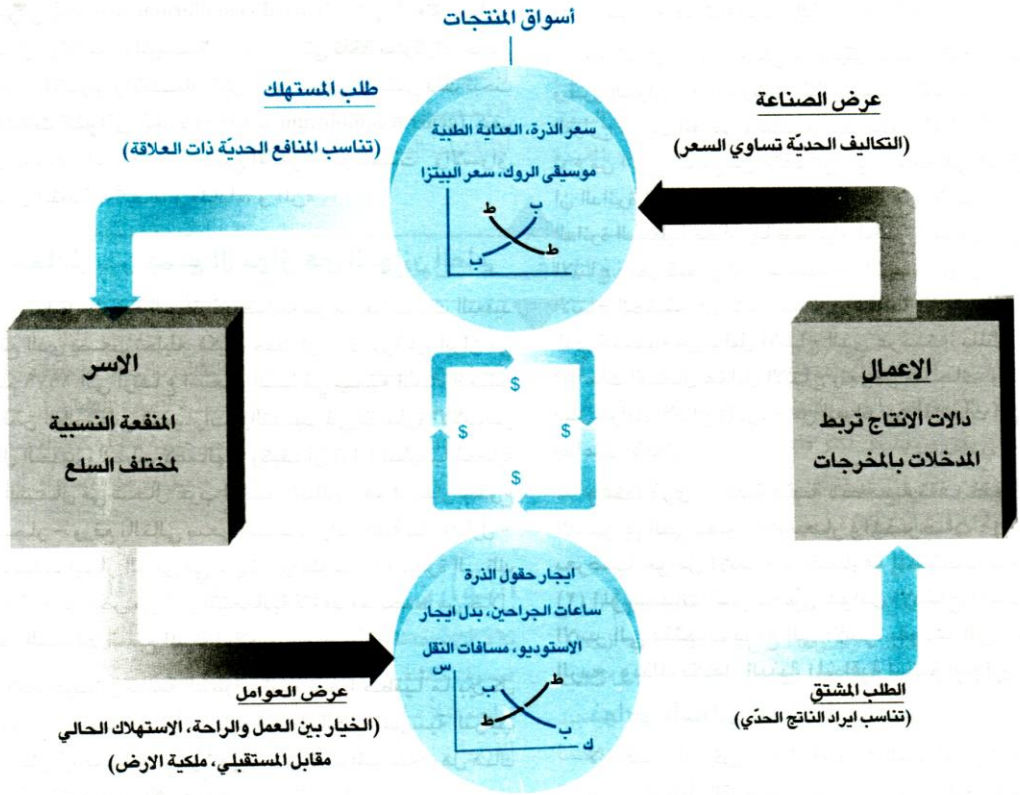 أسواق المنتجات
عرض الصناعة
(التكاليف الحديّة تساوي السعر)
طلب المستهلك
(تناسب المنافع الحديّة ذات العلاقة)
سعر الذرة، العناية الطبية
موسيقى الروك، سعر البيتزا
ط
ب
ب
ط
الاعمال
دالات الانتاج تربط
المدخلات بالمخرجات
الاسر
المنفعة النسبية
لمختلف السلع
$
$
$
$
ايجار حقول الذرة
ساعات الجراحين، بدل ايجار
الاستوديو، مسافات النقل
س
ب
ط
ط
ب
ك
الطلب المشتق
(تناسب ايراد الناتج الحدّي)
عرض العوامل
(الخيار بين العمل والراحة، الاستهلاك الحالي
مقابل المستقبلي، ملكية الارض)